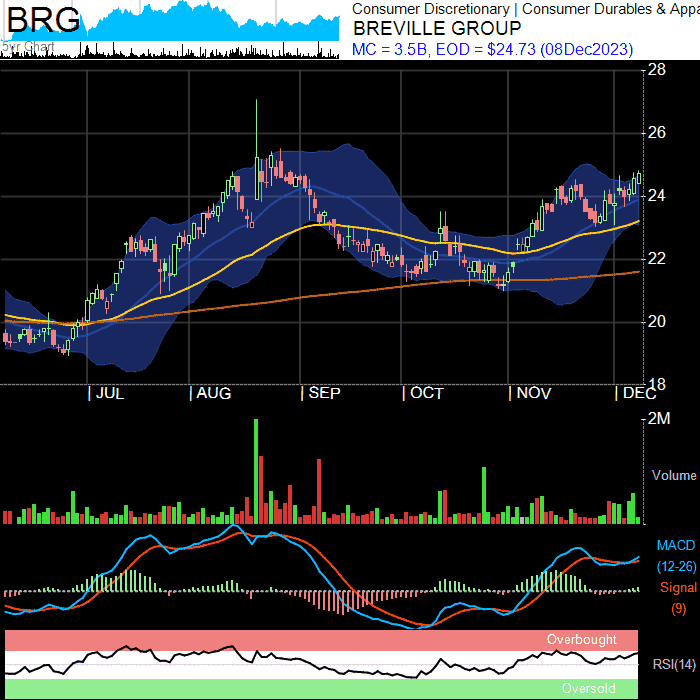 BRG
5yr Chart
Consumer Discretionary | Consumer Durables & Appa
BREVILLE GROUP
MC = 3.5B, EOD = $24.73 (08Dec2023)
28
26
24
22
20
18
| JUL | AUG | SEP | OCT | NOV | DEC
2M
Volume
MACD
(12-26)
Signal
(9)
Overbought
RSI(14)
Oversold